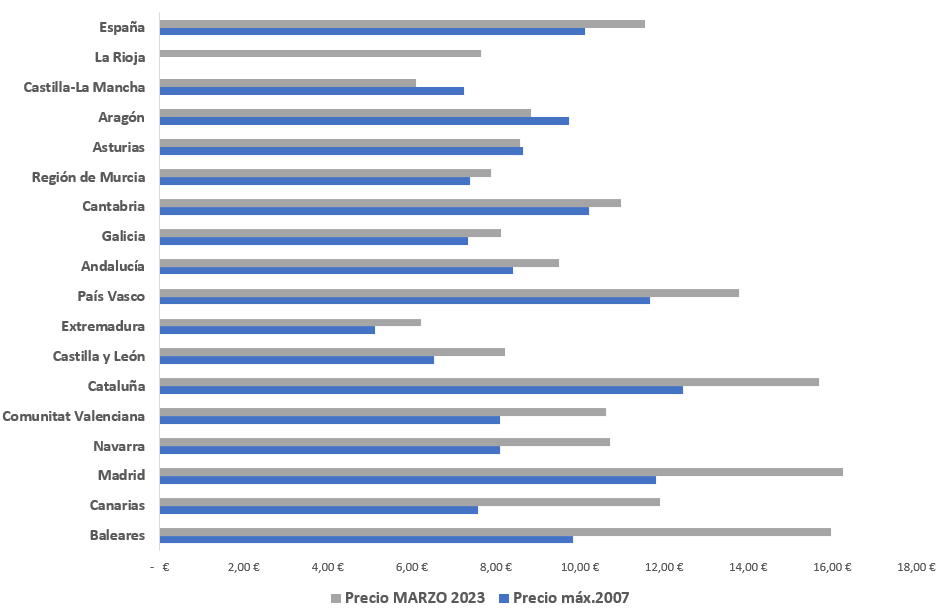 España
La Rioja
Castilla-La Mancha
Aragón
Asturias
Región de Murcia
Cantabria
Galicia
Andalucía
País Vasco
Extremadura
Castilla y León
Cataluña
Comunitat Valenciana
Navarra
Madrid
Canarias
Baleares
- € 2,00 € 4,00 € 6,00 € 8,00 € 10,00 € 12,00 € 14,00 € 16,00 € 18,00 €
Precio MARZO 2023 Precio máx.2007